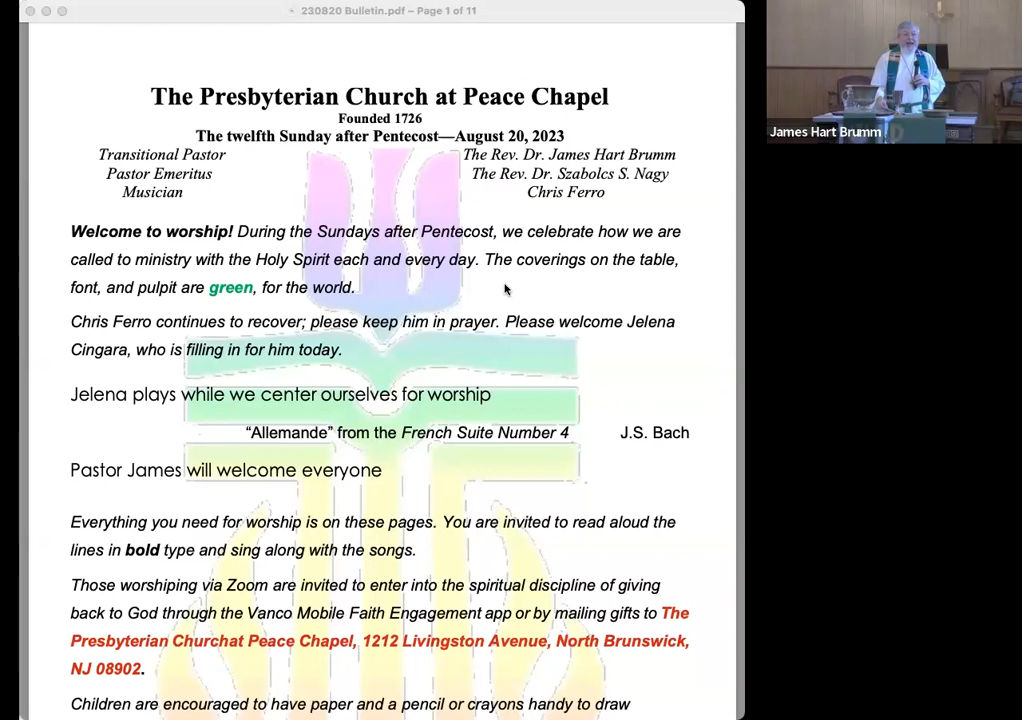 230820 Bulletin.pdf – Page 1 of 11
The Presbyterian Church at Peace Chapel
Founded 1726
The twelfth Sunday after Pentecost—August 20, 2023
Transitional Pastor The Rev. Dr. James Hart Brumm
Pastor Emeritus The Rev. Dr. Szabolcs S. Nagy
Musician Chris Ferro
Welcome to worship! During the Sundays after Pentecost, we celebrate how we are
called to ministry with the Holy Spirit each and every day. The coverings on the table,
font, and pulpit are green, for the world.
Chris Ferro continues to recover; please keep him in prayer. Please welcome Jelena
Cingara, who is filling in for him today.
Jelena plays while we center ourselves for worship
“Allemande” from the French Suite Number 4 J.S. Bach
Pastor James will welcome everyone
Everything you need for worship is on these pages. You are invited to read aloud the
lines in bold type and sing along with the songs.
Those worshiping via Zoom are invited to enter into the spiritual discipline of giving
back to God through the Vanco Mobile Faith Engagement app or by mailing gifts to The
Presbyterian Churchat Peace Chapel, 1212 Livingston Avenue, North Brunswick,
NJ 08902.
Children are encouraged to have paper and a pencil or crayons handy to draw
James Hart Brumm